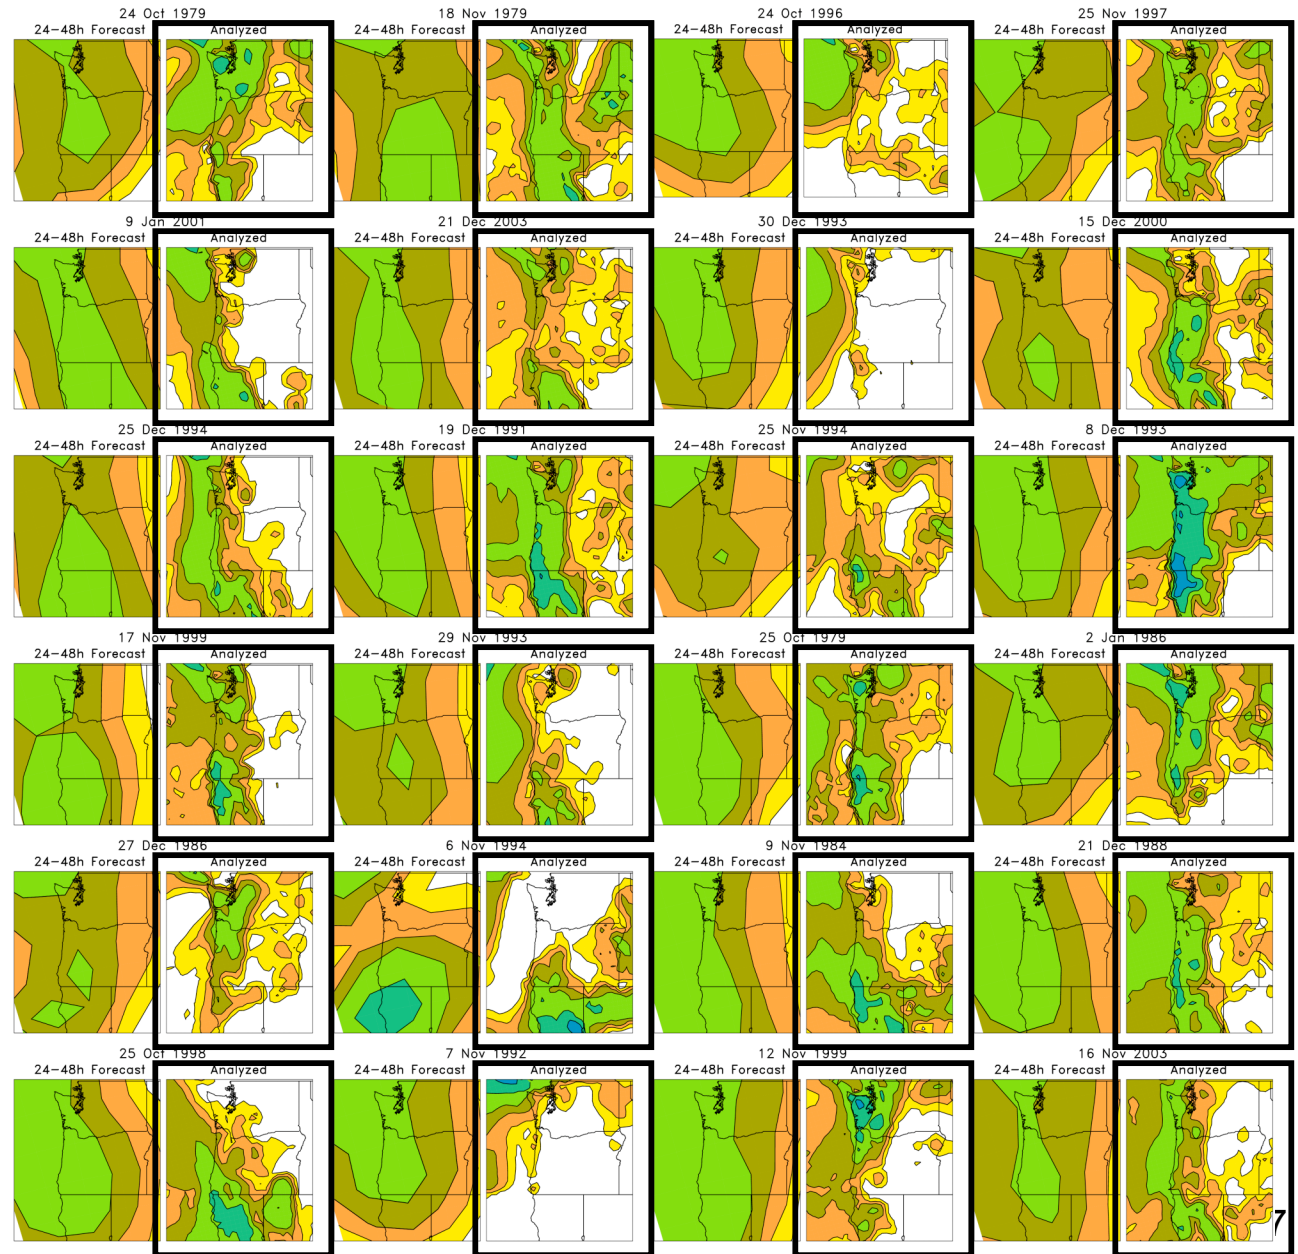 24 Oct 1979 18 Nov 1979 24 Oct 1996 25 Nov 1997
24-48h Forecast Analyzed 24-48h Forecast Analyzed 24-48h Forecast Analyzed 24-48h Forecast Analyzed
9 Jan 2001 21 Dec 2003 30 Dec 1993 15 Dec 2000
24-48h Forecast Analyzed 24-48h Forecast Analyzed 24-48h Forecast Analyzed 24-48h Forecast Analyzed
25 Dec 1994 19 Dec 1991 25 Nov 1994 8 Dec 1993
24-48h Forecast Analyzed 24-48h Forecast Analyzed 24-48h Forecast Analyzed 24-48h Forecast Analyzed
17 Nov 1999 29 Nov 1993 25 Oct 1979 2 Jan 1986
24-48h Forecast Analyzed 24-48h Forecast Analyzed 24-48h Forecast Analyzed 24-48h Forecast Analyzed
27 Dec 1986 6 Nov 1994 9 Nov 1984 21 Dec 1988
24-48h Forecast Analyzed 24-48h Forecast Analyzed 24-48h Forecast Analyzed 24-48h Forecast Analyzed
25 Oct 1998 7 Nov 1992 12 Nov 1999 16 Nov 2003
24-48h Forecast Analyzed 24-48h Forecast Analyzed 24-48h Forecast Analyzed 24-48h Forecast Analyzed
7